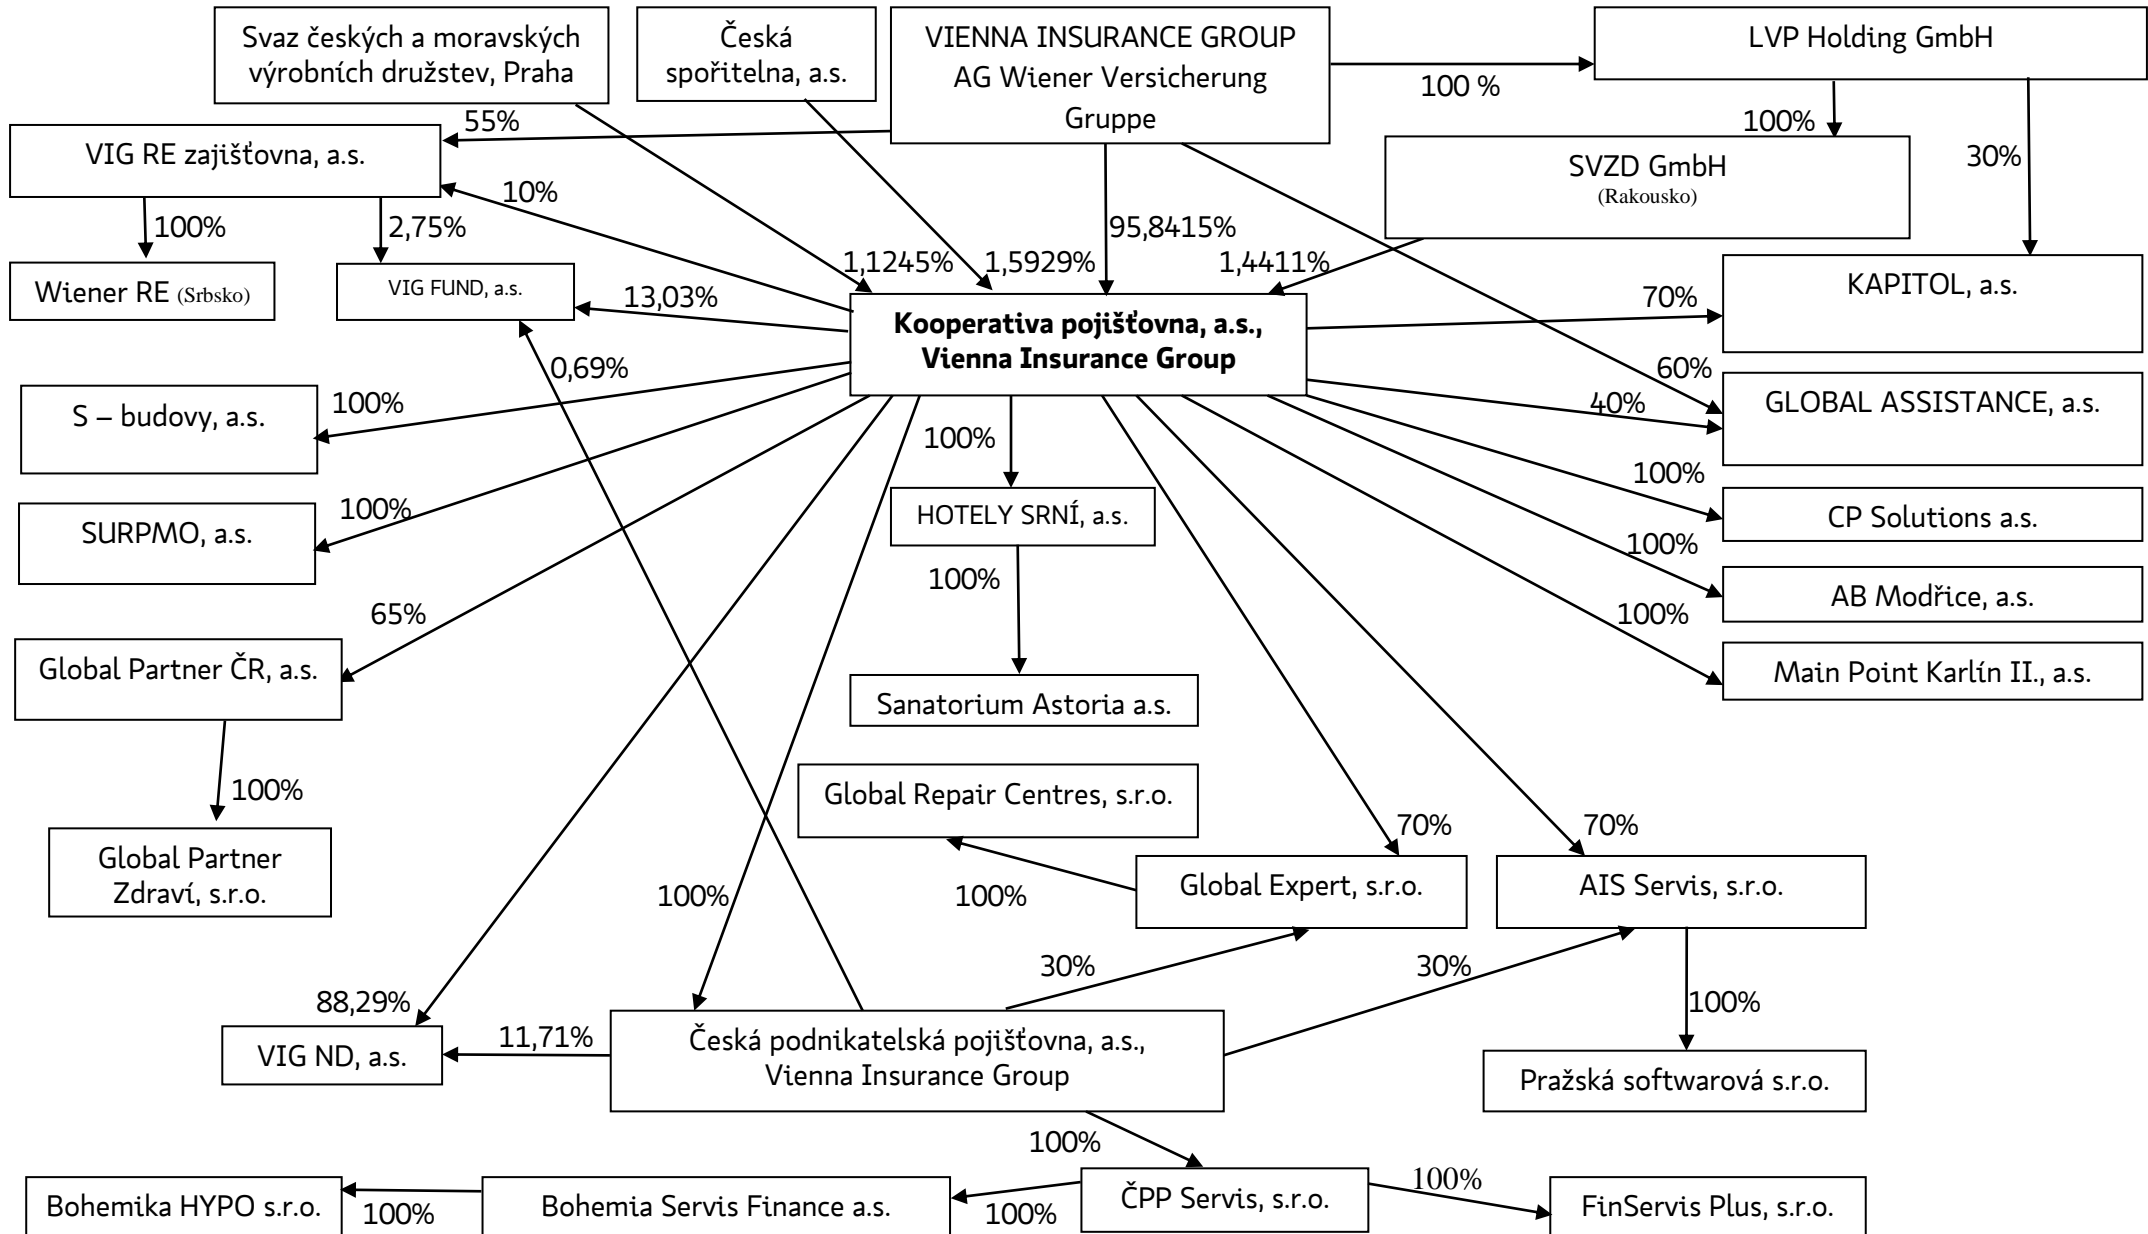 Svaz českých a moravských
výrobních družstev, Praha
Česká
spořitelna, a.s.
VIENNA INSURANCE GROUP
AG Wiener Versicherung
Gruppe
LVP Holding GmbH
100 %
55%
100%
VIG RE zajišťovna, a.s.
SVZD GmbH
(Rakousko)
30%
10%
100%
2,75%
95,8415%
1,1245%
1,5929%
1,4411%
Wiener RE (Srbsko)
VIG FUND, a.s.
13,03%
70%
KAPITOL, a.s.
Kooperativa pojišťovna, a.s.,
Vienna Insurance Group
0,69%
60%
100%
40%
S – budovy, a.s.
GLOBAL ASSISTANCE, a.s.
100%
100%
100%
SURPMO, a.s.
HOTELY SRNÍ, a.s.
CP Solutions a.s.
100%
100%
AB Modřice, a.s.
65%
100%
Global Partner ČR, a.s.
Main Point Karlín II., a.s.
Sanatorium Astoria a.s.
100%
Global Repair Centres, s.r.o.
70%
70%
Global Partner
Zdraví, s.r.o.
100%
100%
Global Expert, s.r.o.
AIS Servis, s.r.o.
30%
30%
88,29%
100%
11,71%
VIG ND, a.s.
Česká podnikatelská pojišťovna, a.s.,
Vienna Insurance Group
Pražská softwarová s.r.o.
100%
100%
Bohemika HYPO s.r.o.
100%
Bohemia Servis Finance a.s.
100%
ČPP Servis, s.r.o.
FinServis Plus, s.r.o.